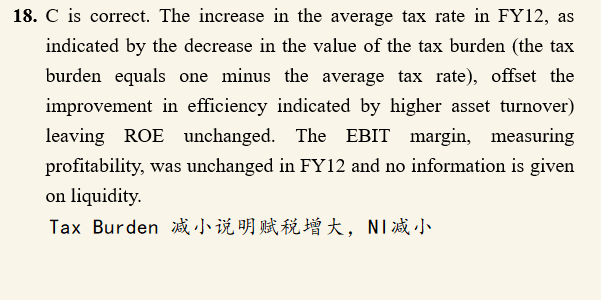 18. C is correct. The increase in the average tax rate in FY12, as
indicated by the decrease in the value of the tax burden (the tax
burden equals one minus the average tax rate), offset the
improvement in efficiency indicated by higher asset turnover)
leaving ROE unchanged. The EBIT margin, measuring
profitability, was unchanged in FY12 and no information is given
on liquidity.
Tax Burden 减小说明赋税增大，NI减小